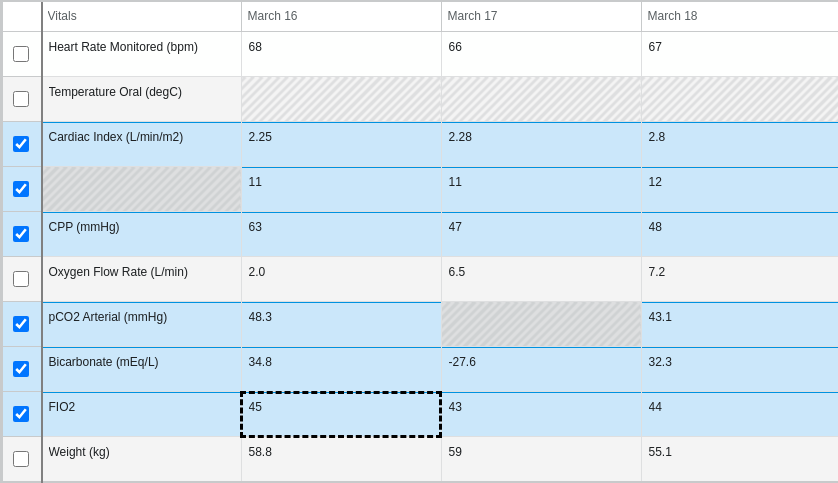 Vitals March 16 March 17 March 18
Heart Rate Monitored (bpm) 68 66 67
Temperature Oral (degC)
Cardiac Index (L/min/m2) 2.25 2.28 2.8
11 11 12
CPP (mmHg) 63 47 48
Oxygen Flow Rate (L/min) 2.0 6.5 7.2
pCO2 Arterial (mmHg) 48.3 43.1
Bicarbonate (mEq/L) 34.8 -27.6 32.3
FIO2 45 43 44
Weight (kg) 58.8 59 55.1